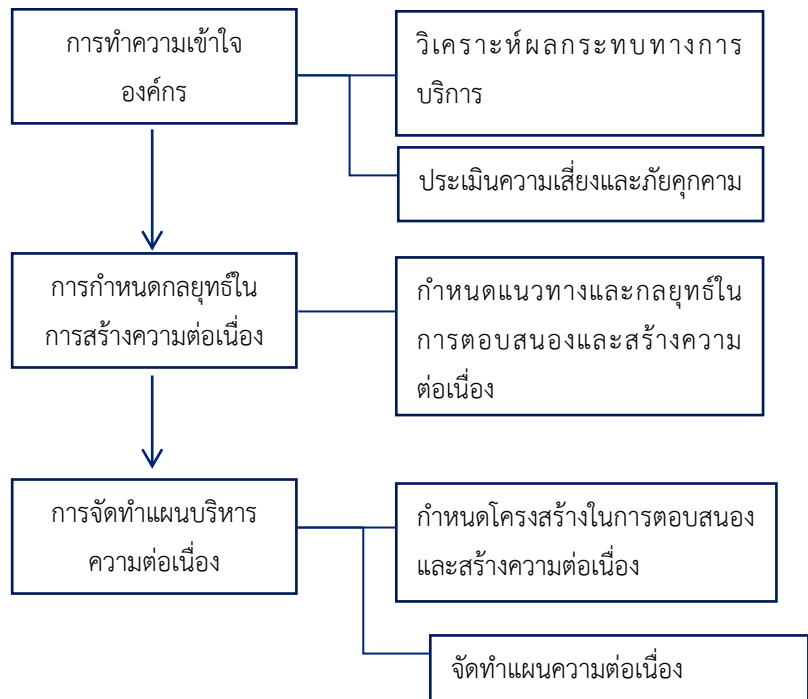 การทำความเข้าใจ
องค์กร
วิเคราะห์ผลกระทบทางการ
บริการ
ประเมินความเสี่ยงและภัยคุกคาม
การกำหนดกลยุทธ์ใน
การสร้างความต่อเนื่อง
กำหนดแนวทางและกลยุทธ์ใน
การตอบสนองและสร้างความ
ต่อเนื่อง
การจัดทำแผนบริหาร
ความต่อเนื่อง
กำหนดโครงสร้างในการตอบสนอง
และสร้างความต่อเนื่อง
จัดทำแผนความต่อเนื่อง